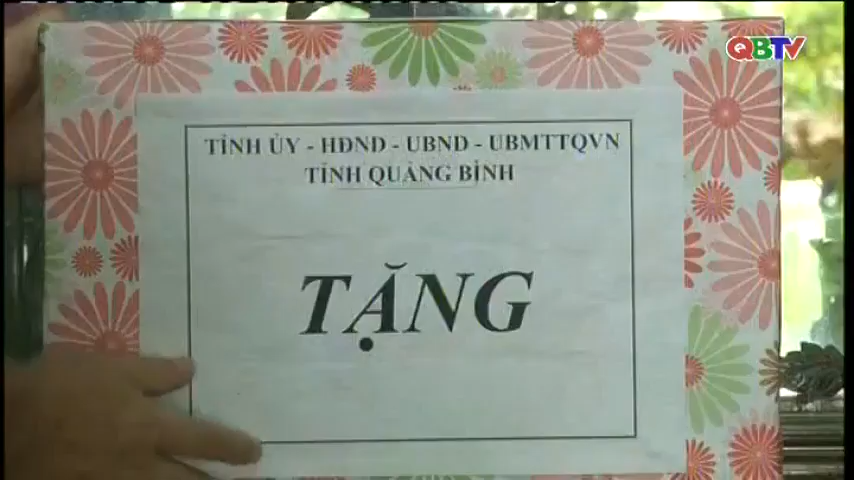 QBTV
TỈNH ỦY - HĐND - UBND - UBMTTQVN
TỈNH QUẢNG BÌNH
TẶNG